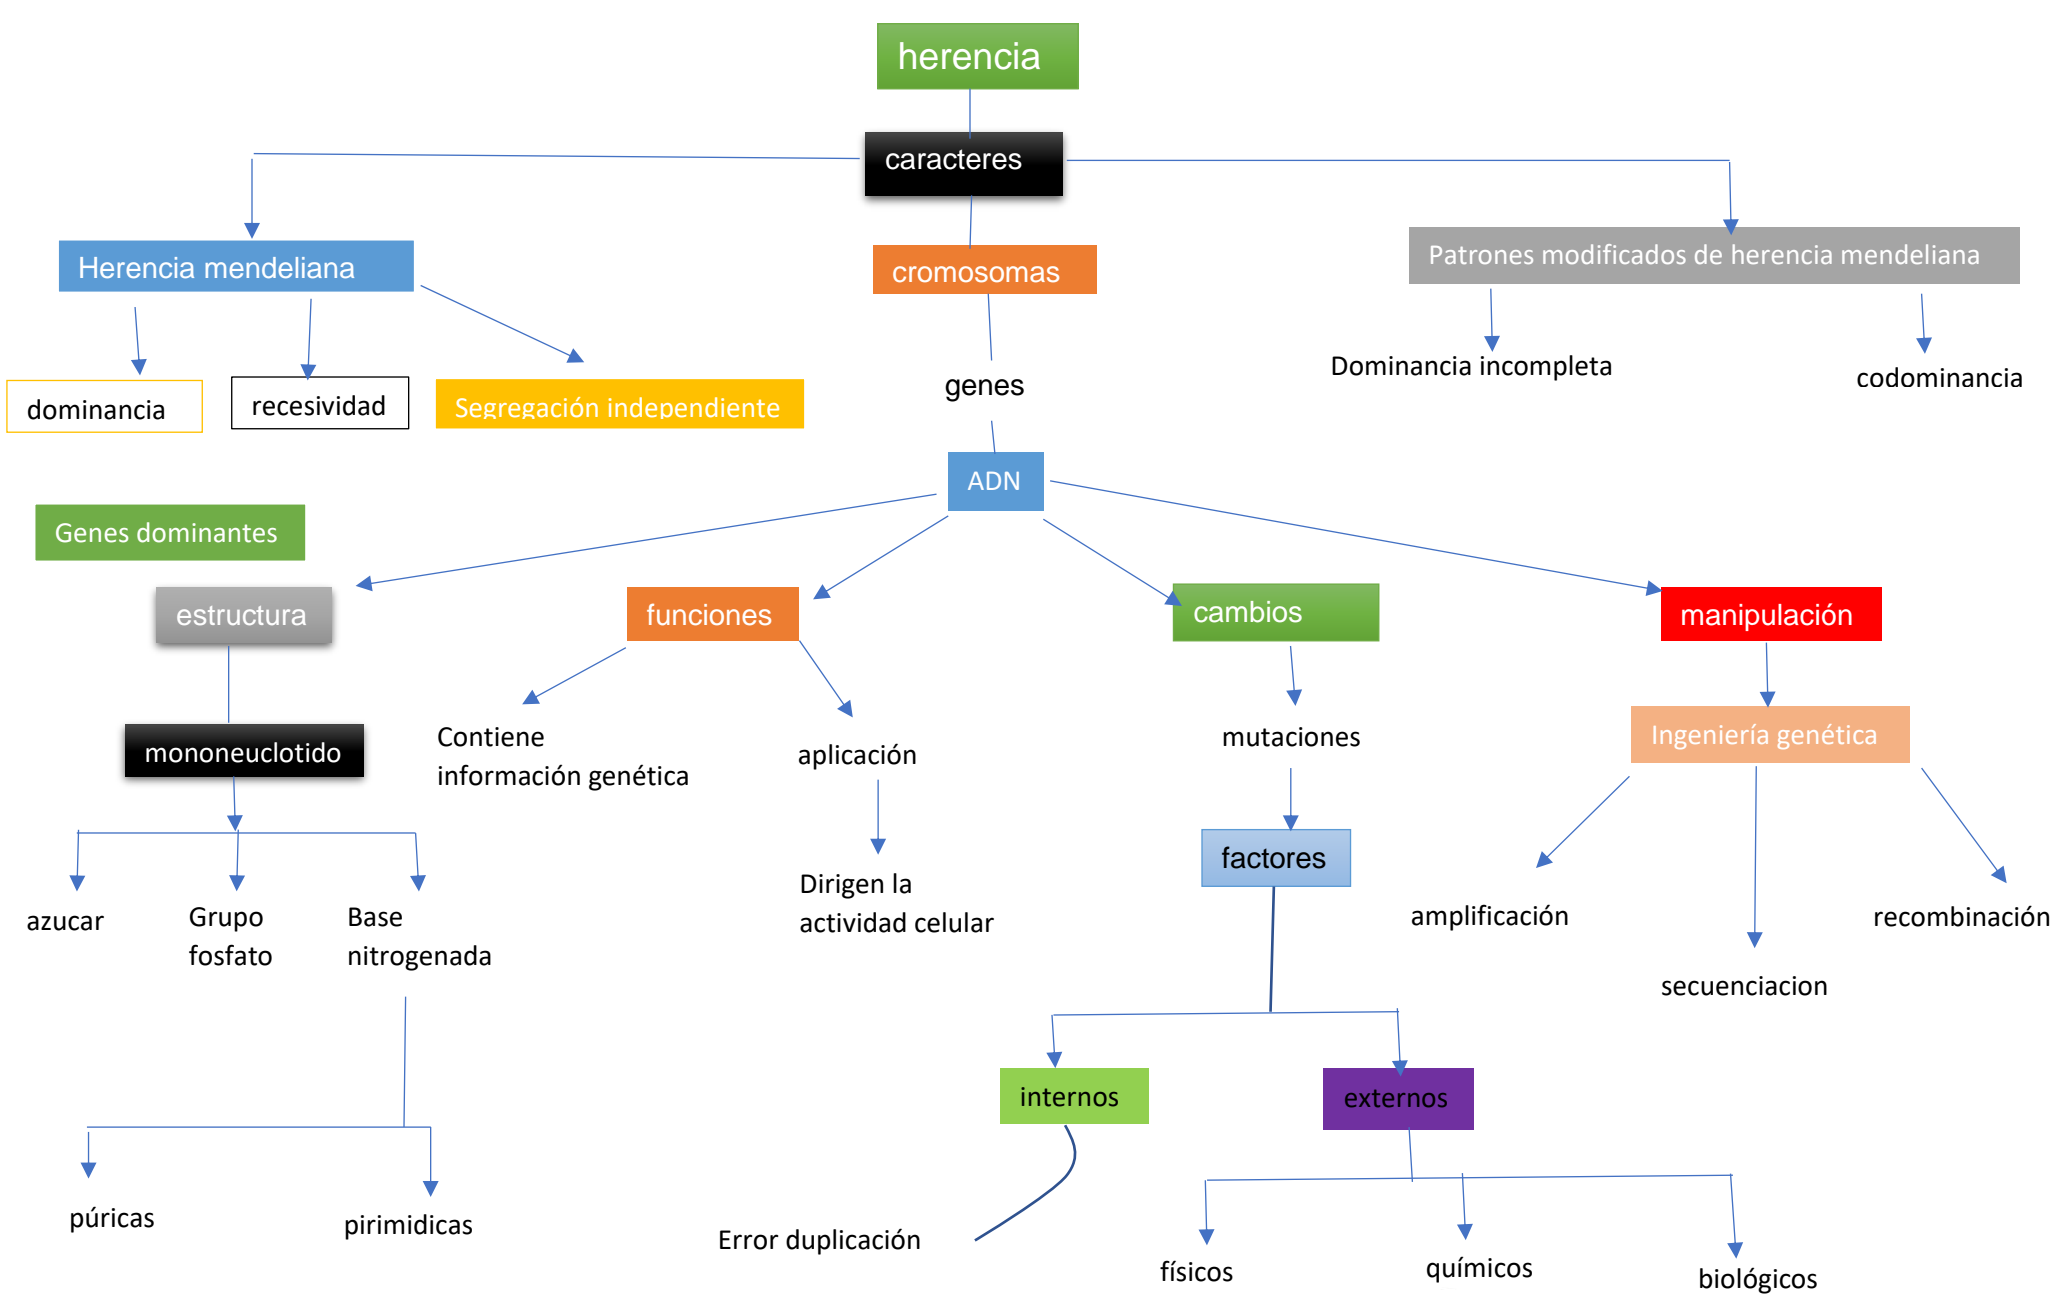 herencia
caracteres
Herencia mendeliana
cromosomas
Patrones modificados de herencia mendeliana
dominancia
recesividad
Segregación independiente
genes
Dominancia incompleta
codominancia
ADN
Genes dominantes
estructura
funciones
cambios
manipulación
mononeuclotido
Contiene
información genética
aplicación
mutaciones
Ingeniería genética
azucar
Grupo
fosfato
Base
nitrogenada
Dirigen la
actividad celular
factores
amplificación
secuenciacion
recombinación
internos
externos
púricas
pirimidicas
Error duplicación
físicos
químicos
biológicos